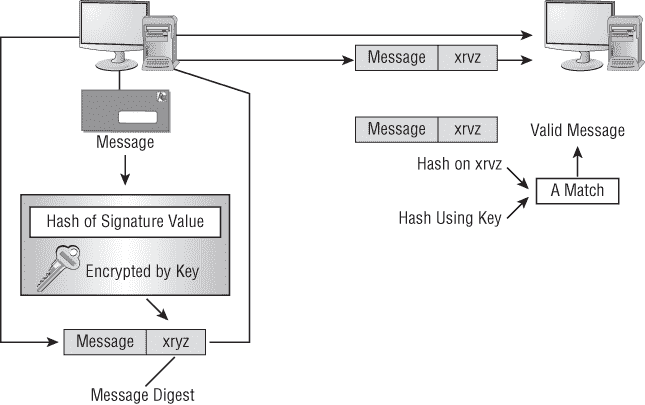 Message xrvz
Message
Message xrvz
Valid Message
Hash on xrvz
A Match
Hash Using Key
Hash of Signature Value
Encrypted by Key
Message xryz
Message Digest